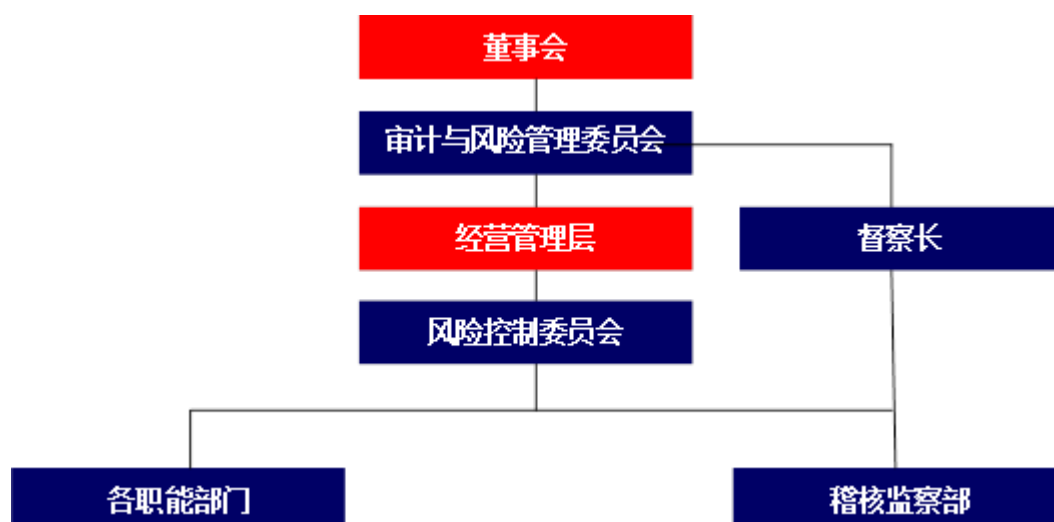 董事会
审计与风险管理委员会
经营管理层
督察长
风险控制委员会
各职能部门
稽核监察部